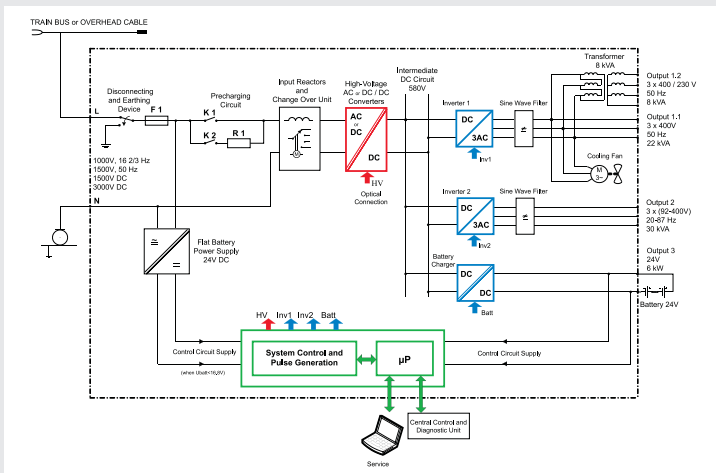 TRAIN BUS or OVERHEAD CABLE
Disconnecting
and Earthing
Device
L
F 1
Precharging
Circuit
K 1
K 2
R 1
Input Reactors
and
Change Over Unit
M
High-Voltage
AC or DC / DC
Converters
AC
or
DC
DC
HV
Optical
Connection
Intermediate
DC Circuit
580V
Inverter 1
DC
3AC
Inv1
Sine Wave Filter
Transformer
8 kVA
Output 1.2
3 x 400 / 230 V
50 Hz
8 kVA
Output 1.1
3 x 400V
50 Hz
22 kVA
Cooling Fan
M
3~
1000V, 16 2/3 Hz
1500V, 50 Hz
1500V DC
3000V DC
N
Inverter 2
DC
3AC
Inv2
Sine Wave Filter
Output 2
3 x (92-400V)
20-87 Hz
30 kVA
Flat Battery
Power Supply
24V DC
Battery
Charger
DC
DC
Batt
Output 3
24V
6 kW
Battery 24V
HV Inv1 Inv2 Batt
Control Circuit Supply
(when Ubatt<16,8V)
System Control and
Pulse Generation
µP
Control Circuit Supply
Central Control and
Diagnostic Unit
Service